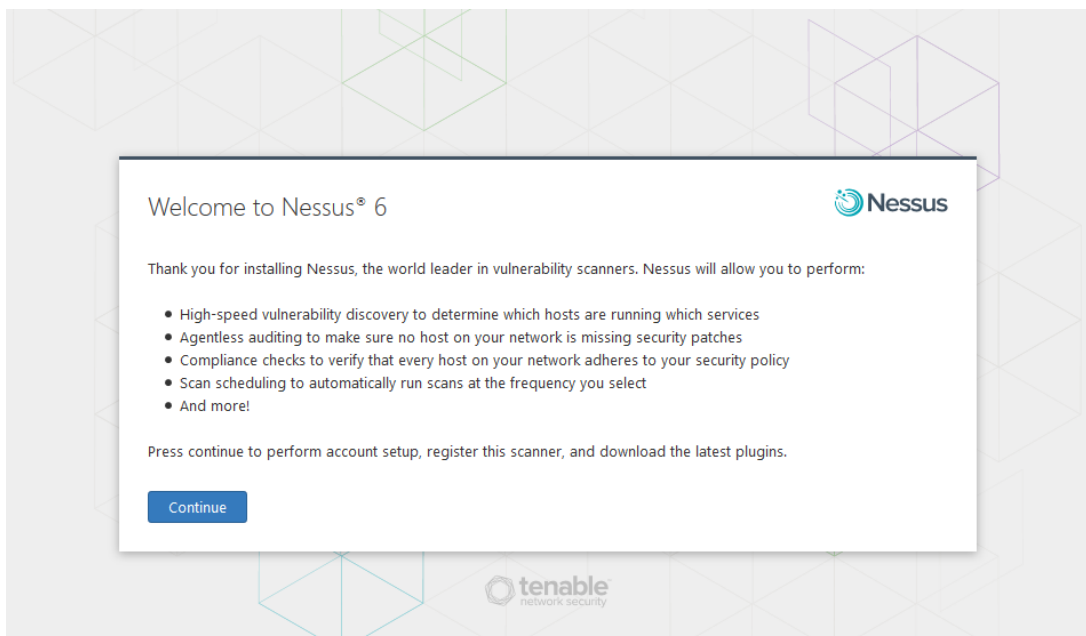 Welcome to Nessus® 6
Nessus
Thank you for installing Nessus, the world leader in vulnerability scanners. Nessus will allow you to perform:
• High-speed vulnerability discovery to determine which hosts are running which services
• Agentless auditing to make sure no host on your network is missing security patches
• Compliance checks to verify that every host on your network adheres to your security policy
• Scan scheduling to automatically run scans at the frequency you select
• And more!
Press continue to perform account setup, register this scanner, and download the latest plugins.
Continue
tenable™
network security